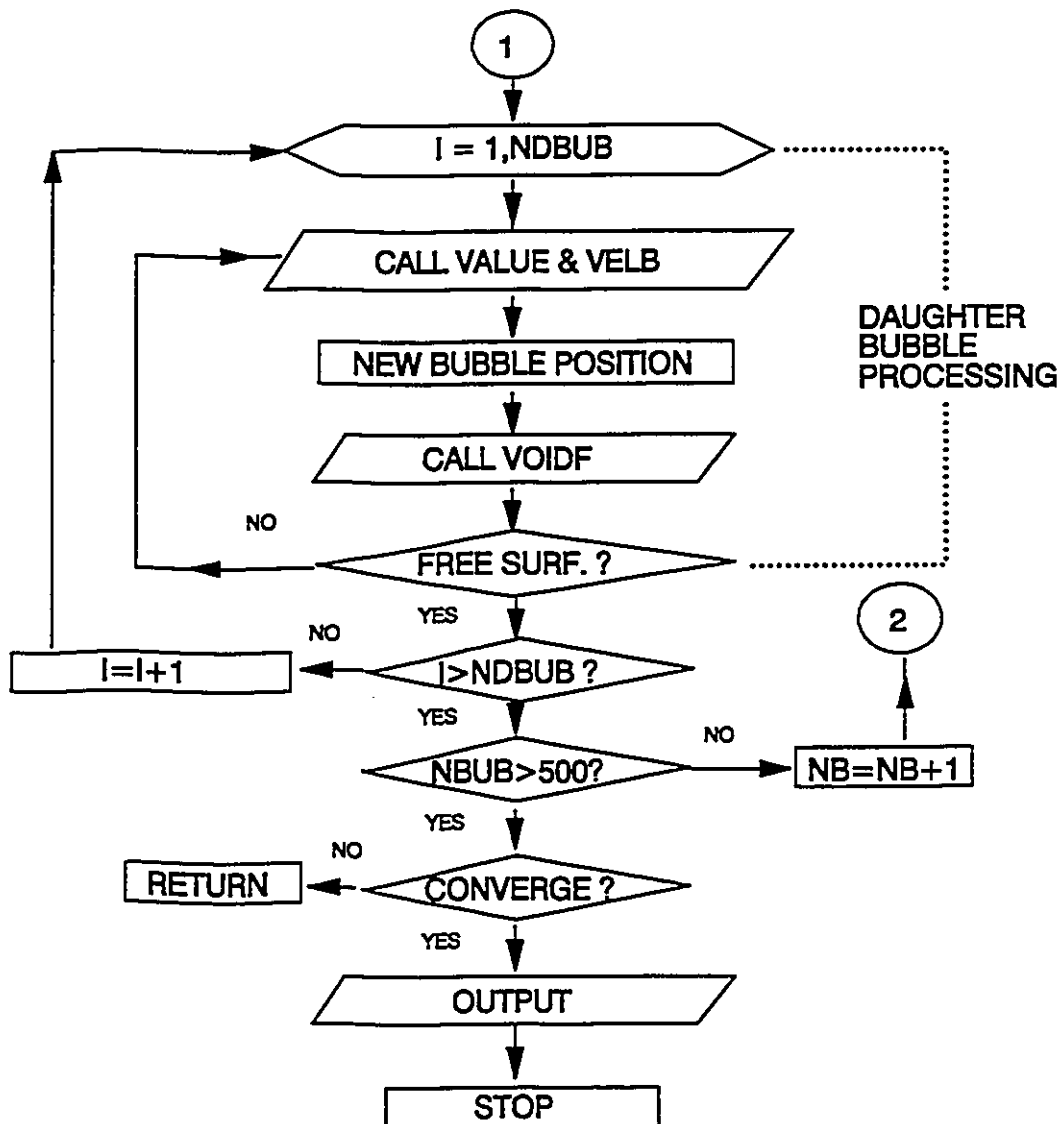 1
I = 1,NDBUB
CALL VALUE & VELB
NEW BUBBLE POSITION
DAUGHTER
BUBBLE
PROCESSING
CALL VOIDF
NO
FREE SURF. ?
YES
2
NO
I=I+1
I>NDBUB ?
YES
NO
NBUB>500?
NB=NB+1
YES
NO
RETURN
CONVERGE ?
YES
OUTPUT
STOP